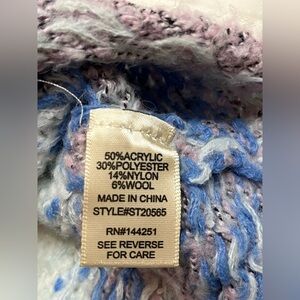 50%ACRYLIC
30%POLYESTER
14%NYLON
6%WOOL
MADE IN CHINA
STYLE#ST20565
RN#144251
SEE REVERSE
FOR CARE